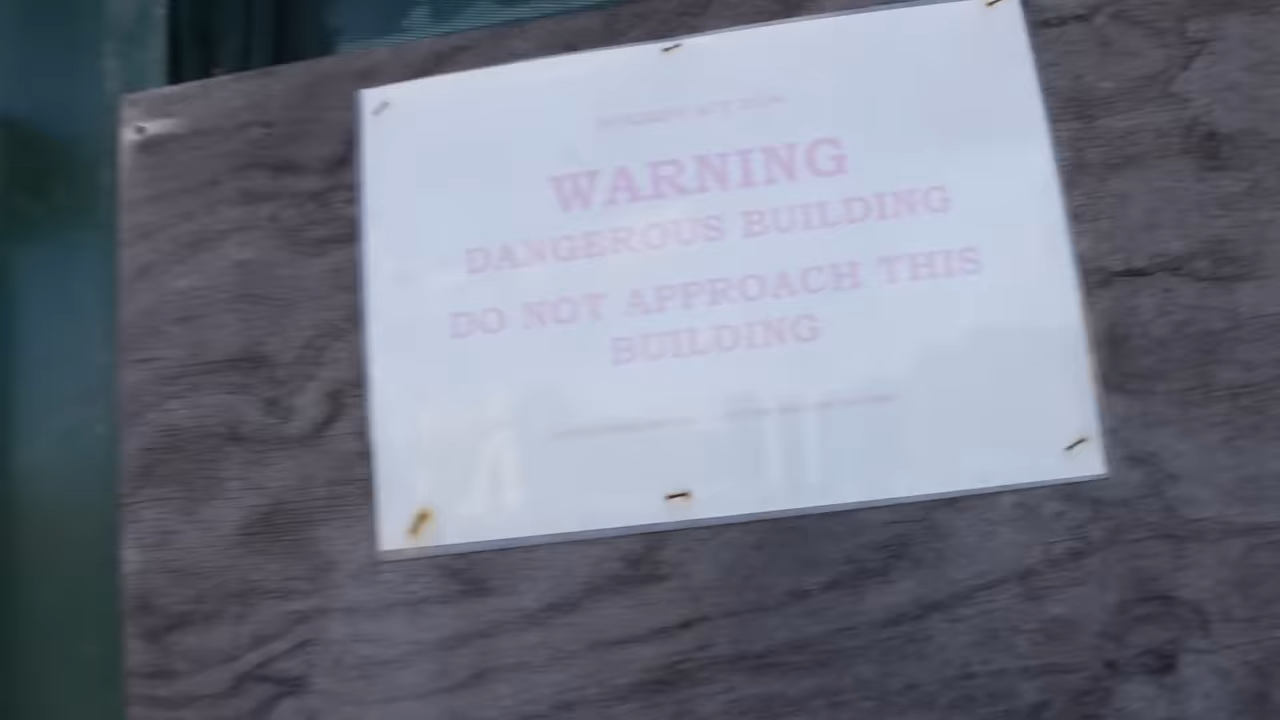 WARNING
DANGEROUS BUILDING
DO NOT APPROACH THIS
BUILDING